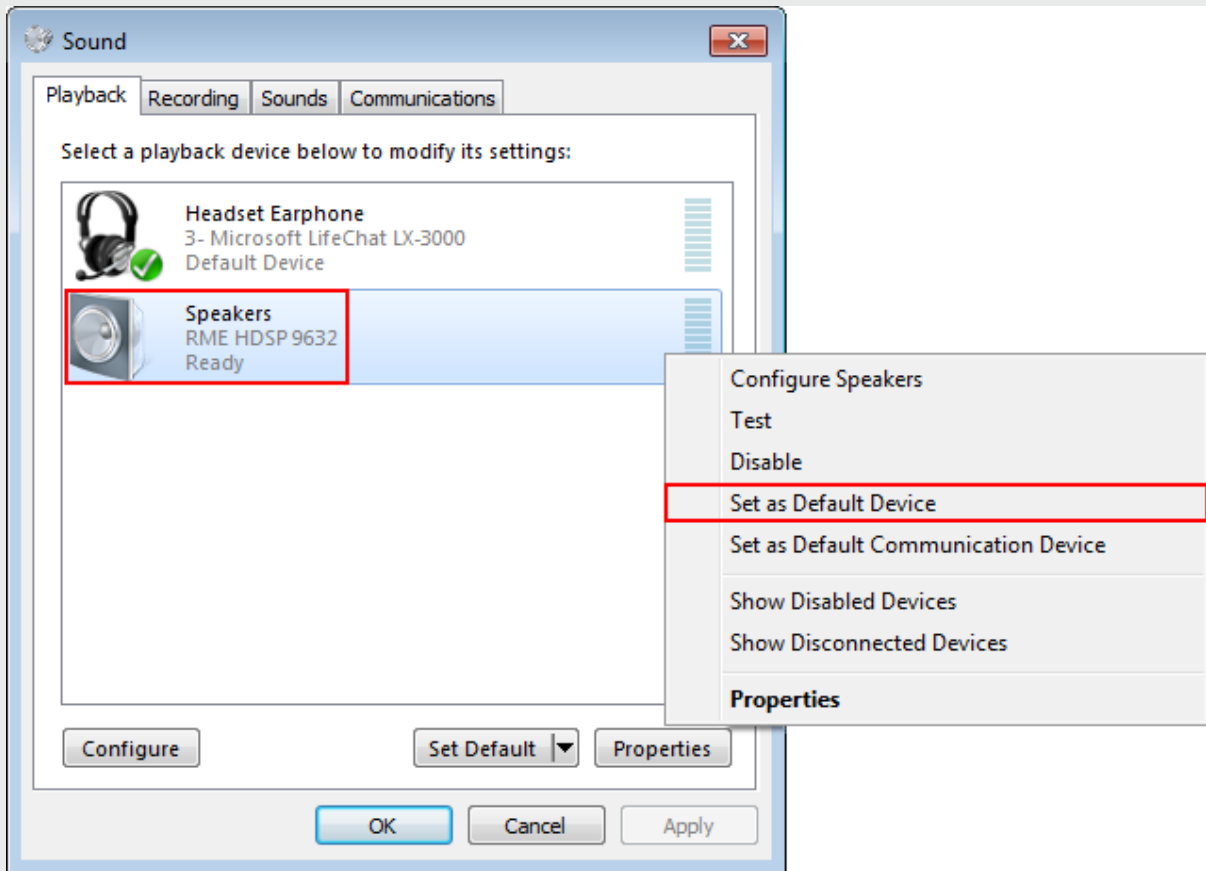 Sound
Playback Recording Sounds Communications
Select a playback device below to modify its settings:
Headset Earphone
3- Microsoft LifeChat LX-3000
Default Device
Speakers
RME HDSP 9632
Ready
Configure Speakers
Test
Disable
Set as Default Device
Set as Default Communication Device
Show Disabled Devices
Show Disconnected Devices
Properties
Configure Set Default Properties
OK Cancel Apply